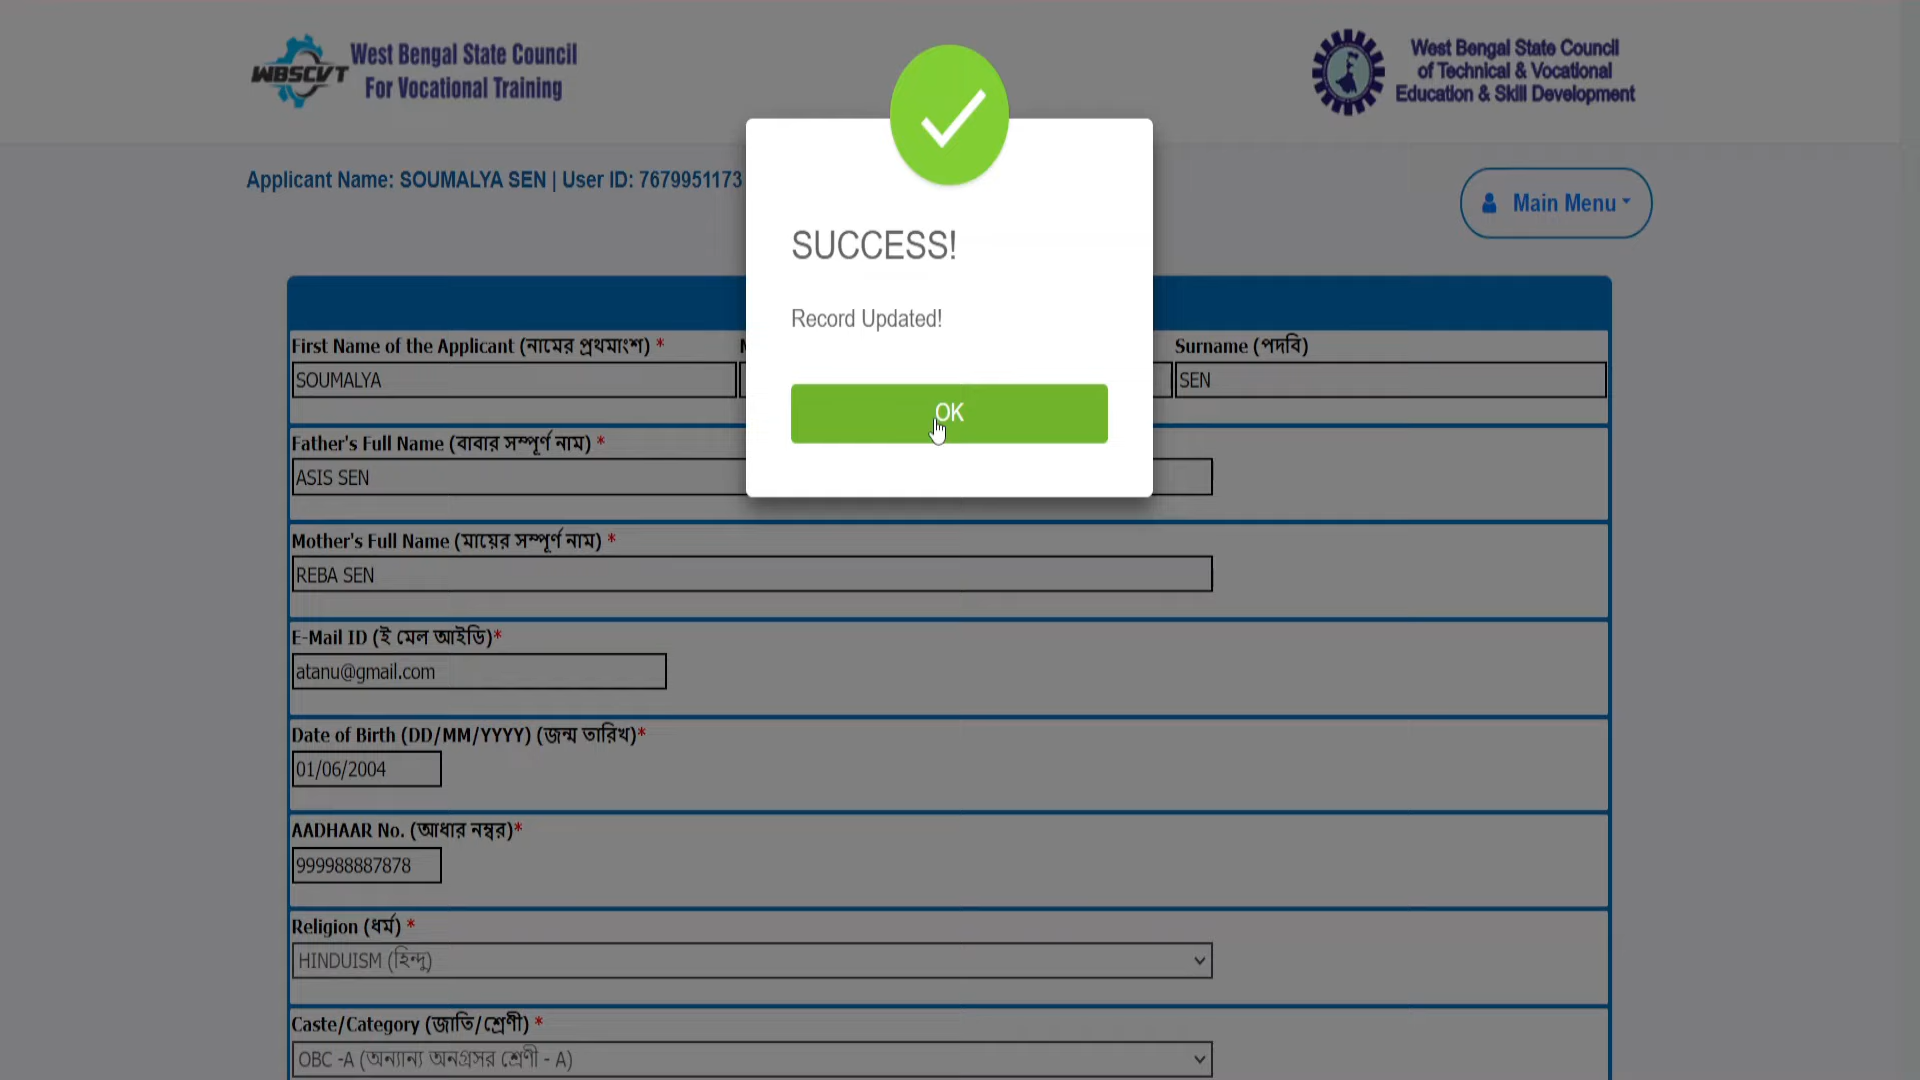 WBSCVT
West Bengal State Council
For Vocational Training
West Bengal State Council
of Technical & Vocational
Education & Skill Development
Applicant Name: SOUMALYA SEN | User ID: 7679951173
Main Menu
SUCCESS!
Record Updated!
OK
First Name of the Applicant (নামের প্রথমাংশ) *
Surname (পদবি)
SOUMALYA
SEN
Father's Full Name (বাবার সম্পূর্ণ নাম) *
ASIS SEN
Mother's Full Name (মায়ের সম্পূর্ণ নাম) *
REBA SEN
E-Mail ID (ই মেল আইডি)*
atanu@gmail.com
Date of Birth (DD/MM/YYYY) (জন্ম তারিখ)*
01/06/2004
AADHAAR No. (আধার নম্বর)*
999988887878
Religion (ধর্ম) *
HINDUISM (হিন্দু)
Caste/Category (জাতি/শ্রেণী) *
OBC -A (অন্যান্য অনগ্রসর শ্রেণী - A)